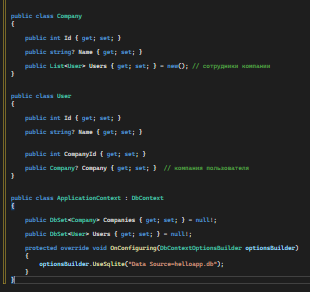 public class Company
{
public int Id { get; set; }
public string? Name { get; set; }
public List<User> Users { get; set; } = new(); // сотрудники компании
}
public class User
{
public int Id { get; set; }
public string? Name { get; set; }
public int CompanyId { get; set; }
public Company? Company { get; set; } // компания пользователя
}
public class ApplicationContext : DbContext
{
public DbSet<Company> Companies { get; set; } = null!;
public DbSet<User> Users { get; set; } = null!;
protected override void OnConfiguring(DbContextOptionsBuilder optionsBuilder)
{
optionsBuilder.UseSqlite("Data Source=helloapp.db");
}
}